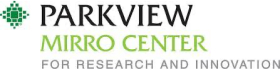 PARKVIEW
MIRRO CENTER
FOR RESEARCH AND INNOVATION